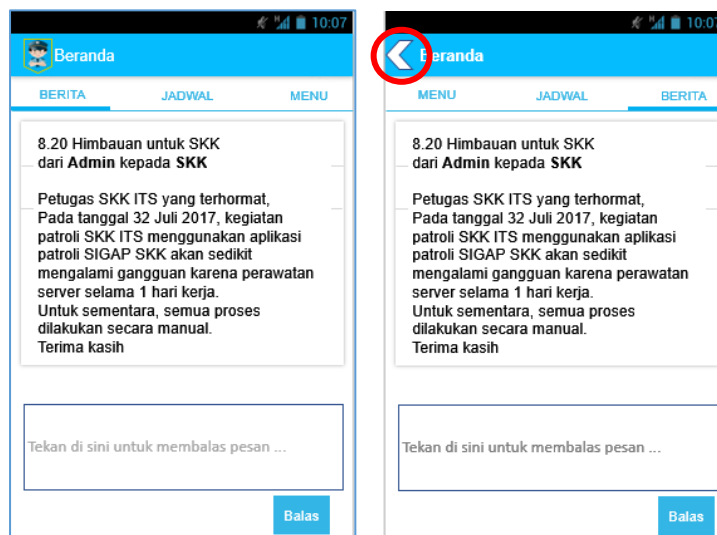 10:07
Beranda
BERITA JADWAL MENU
8.20 Himbauan untuk SKK
dari Admin kepada SKK
Petugas SKK ITS yang terhormat,
Pada tanggal 32 Juli 2017, kegiatan
patroli SKK ITS menggunakan aplikasi
patroli SIGAP SKK akan sedikit
mengalami gangguan karena perawatan
server selama 1 hari kerja.
Untuk sementara, semua proses
dilakukan secara manual.
Terima kasih
Tekan di sini untuk membalas pesan ...
Balas
10:07
Beranda
MENU JADWAL BERITA
8.20 Himbauan untuk SKK
dari Admin kepada SKK
Petugas SKK ITS yang terhormat,
Pada tanggal 32 Juli 2017, kegiatan
patroli SKK ITS menggunakan aplikasi
patroli SIGAP SKK akan sedikit
mengalami gangguan karena perawatan
server selama 1 hari kerja.
Untuk sementara, semua proses
dilakukan secara manual.
Terima kasih
Tekan di sini untuk membalas pesan ...
Balas